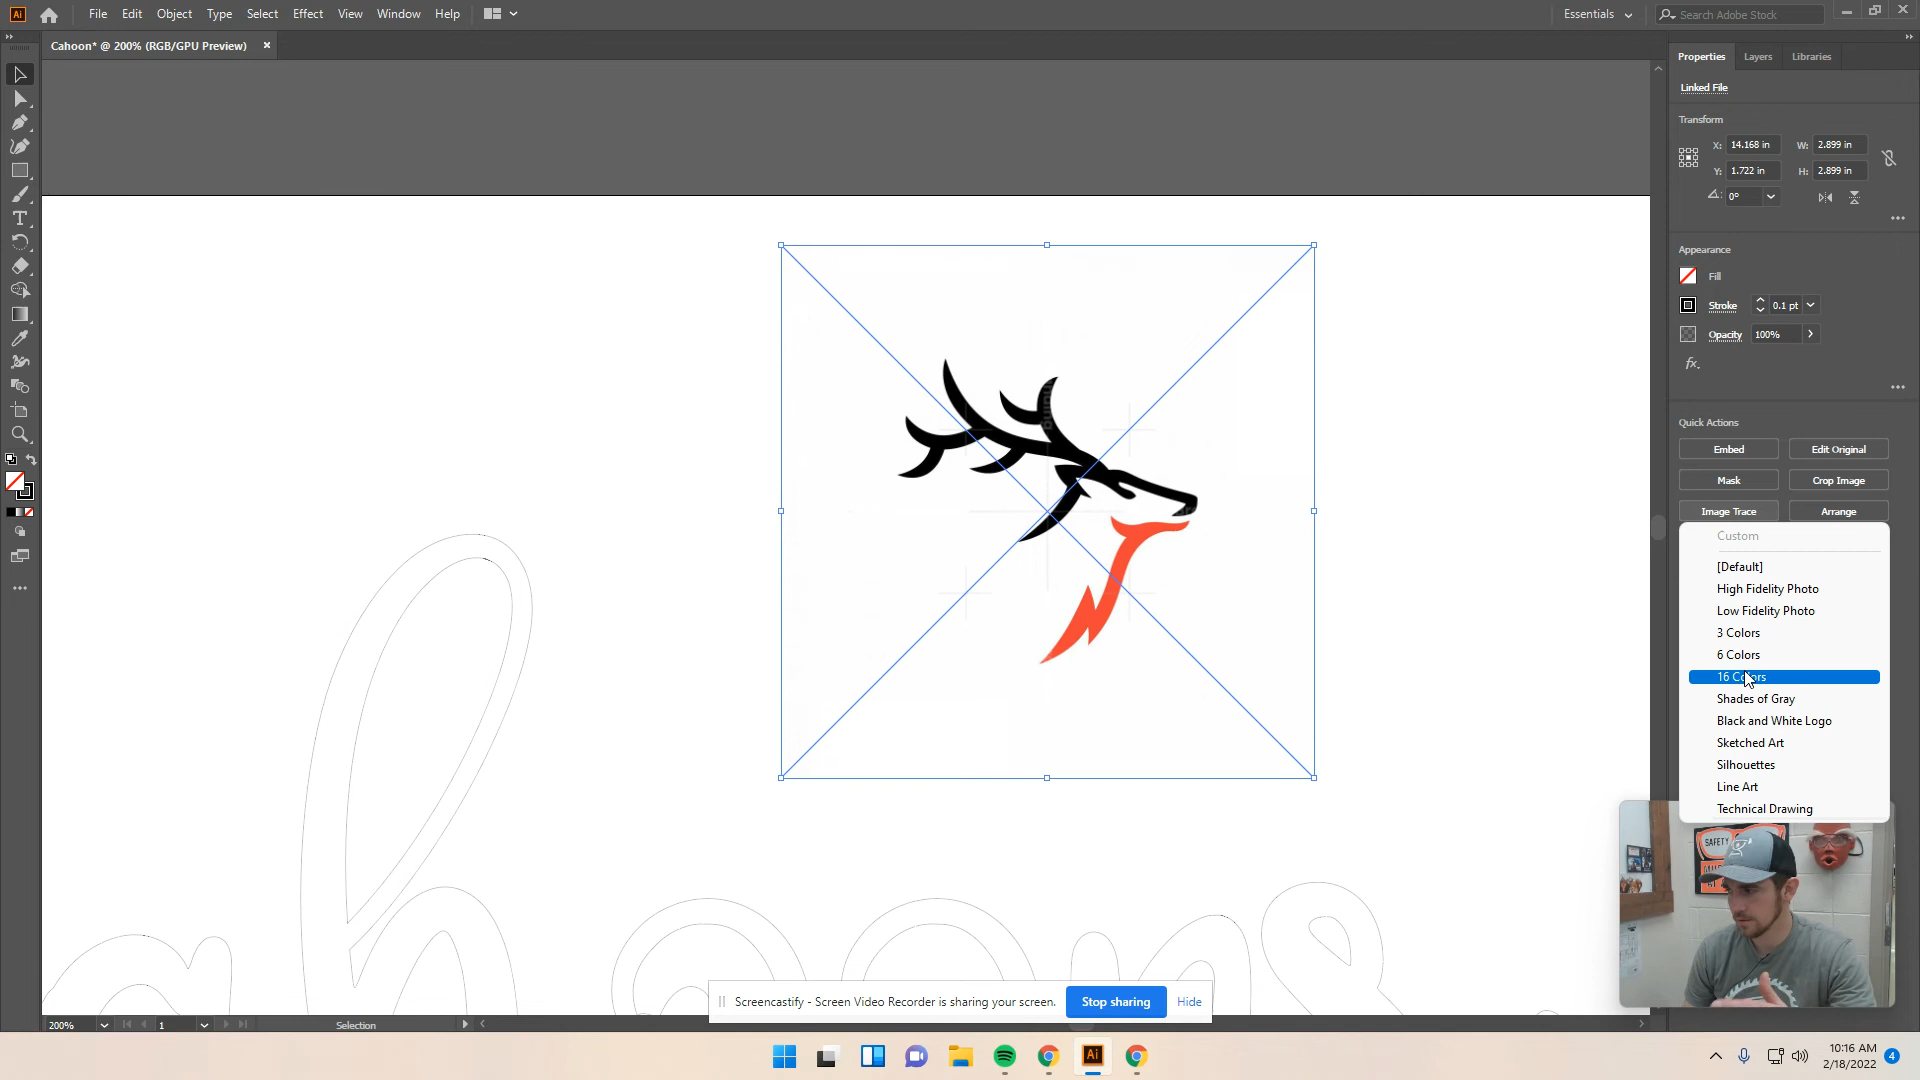 Ai File Edit Object Type Select Effect View Window Help Essentials Search Adobe Stock
Cahoon* @ 200% (RGB/GPU Preview) ×
Properties Layers Libraries
Linked File
Transform
X: 14.168 in W: 2.899 in
Y: 1.722 in H: 2.899 in
0°
Appearance
Fill
Stroke 0.1 pt
Opacity 100%
fx.
Quick Actions
Embed Edit Original
Mask Crop Image
Image Trace Arrange
Custom
[Default]
High Fidelity Photo
Low Fidelity Photo
3 Colors
6 Colors
16 Colors
Shades of Gray
Black and White Logo
Sketched Art
Silhouettes
Line Art
Technical Drawing
SAFETY
ahoons
Screencastify - Screen Video Recorder is sharing your screen. Stop sharing Hide
200% 1 Selection
Ai
10:16 AM
2/18/2022
4